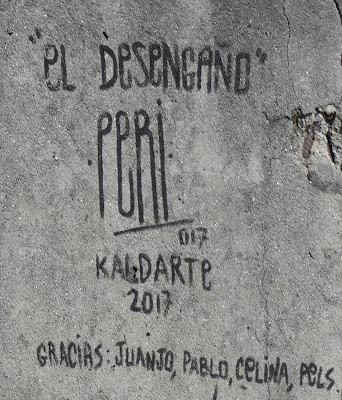 "eL DeSeNGAÑO"
PERI
017
KALDARTe
2017
GRACIAS: JUANJO, PABLO, CeLiNA, PeLS.